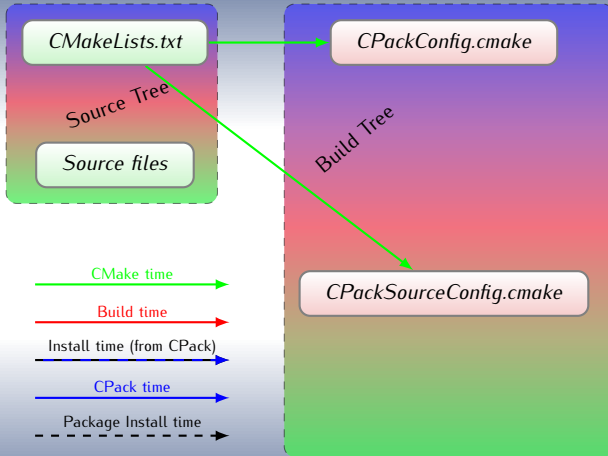 CMakeLists.txt
CPackConfig.cmake
Source Tree
Build Tree
Source files
CPackSourceConfig.cmake
CMake time
Build time
Install time (from CPack)
CPack time
Package Install time